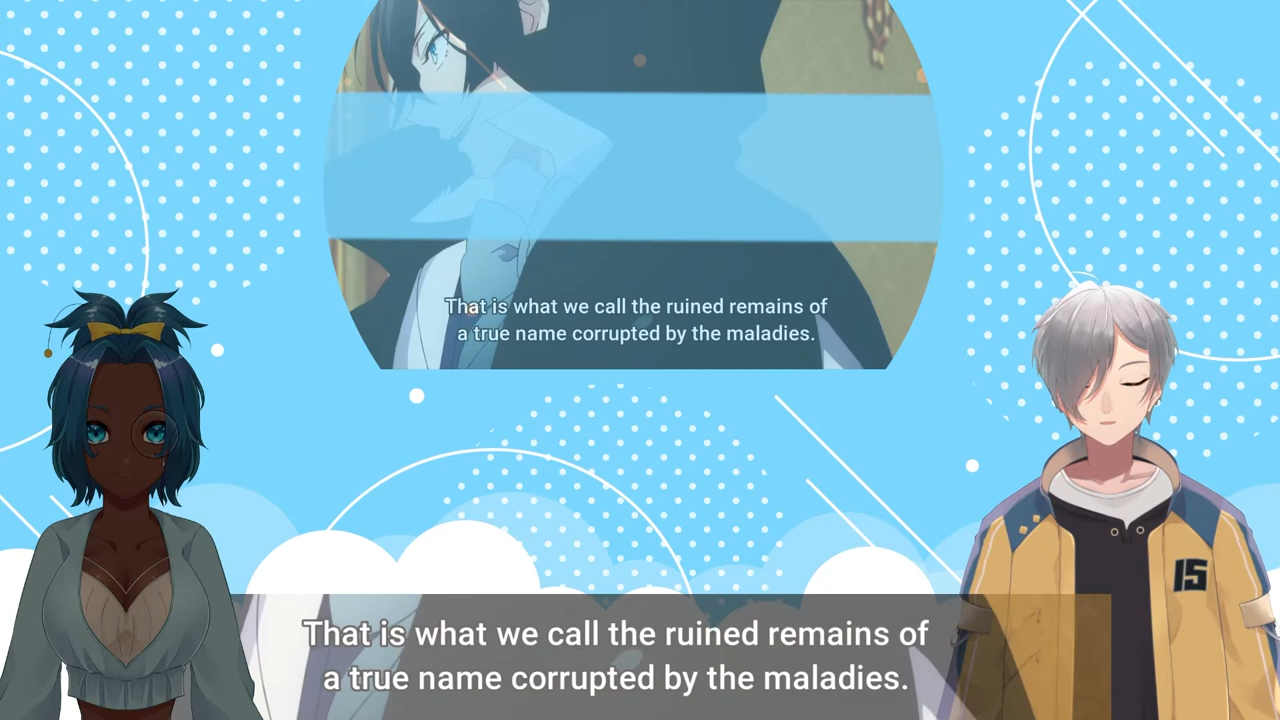 That is what we call the ruined remains of
a true name corrupted by the maladies.
15
That is what we call the ruined remains of
a true name corrupted by the maladies.